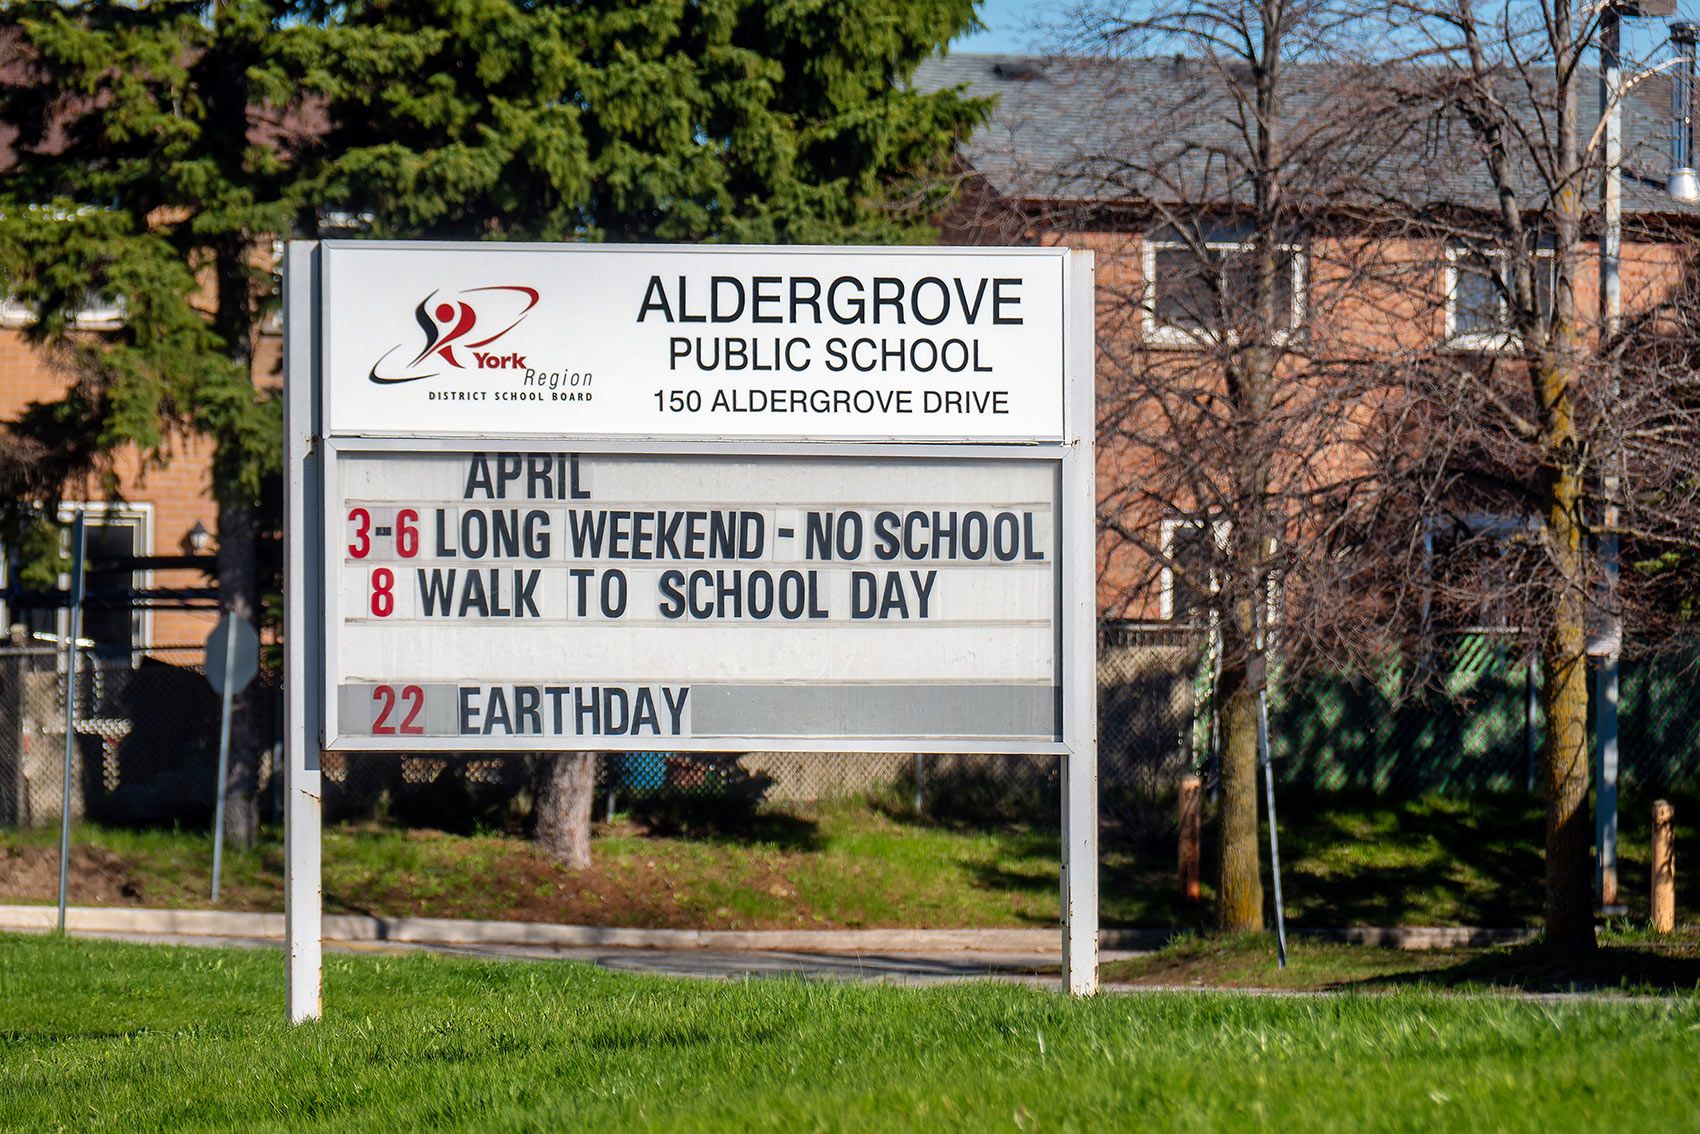 York
Region
DISTRICT SCHOOL BOARD
ALDERGROVE
PUBLIC SCHOOL
150 ALDERGROVE DRIVE
APRIL
3-6 LONG WEEKEND - NO SCHOOL
8 WALK TO SCHOOL DAY
22 EARTHDAY